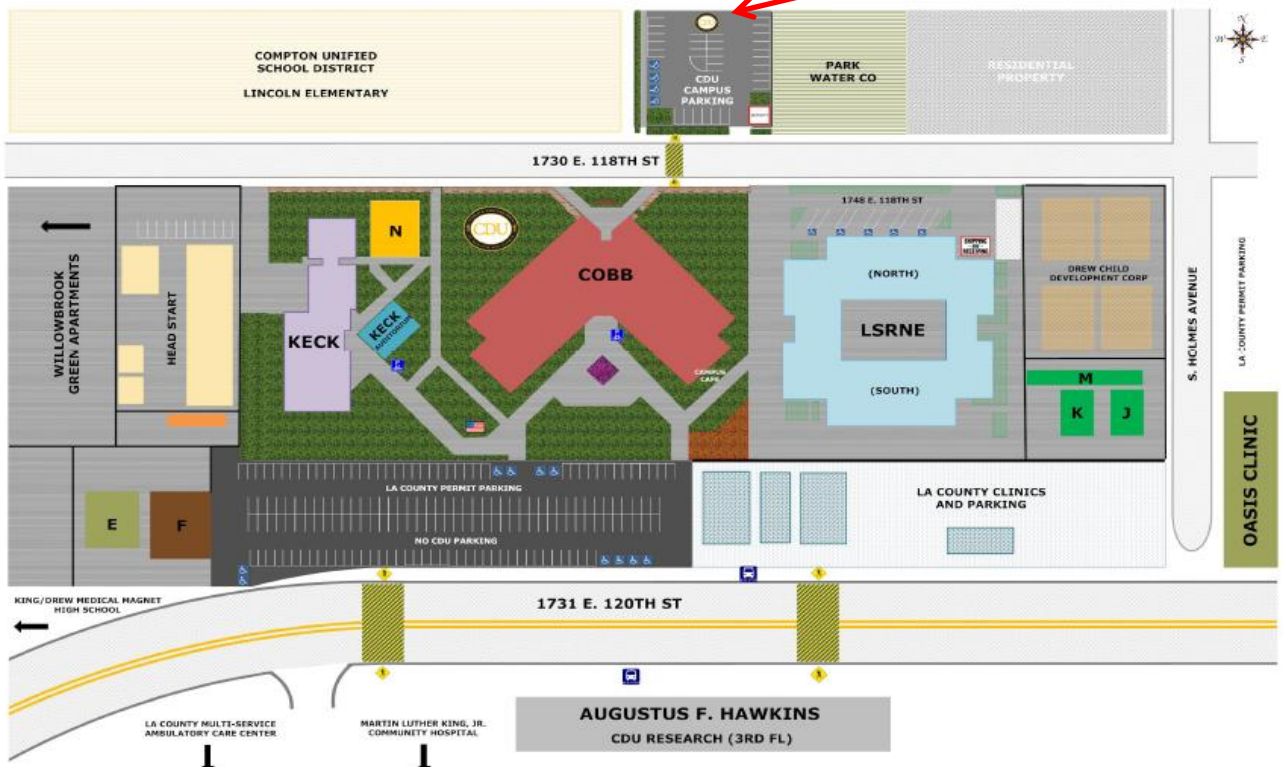 COMPTON UNIFIED
SCHOOL DISTRICT
LINCOLN ELEMENTARY
CDU
CDU
CAMPUS
PARKING
PARK
WATER CO
RESIDENTIAL
PROPERTY
N
W
E
S
1730 E. 118TH ST
WILLOWBROOK
GREEN APARTMENTS
HEAD START
KECK
N
KECK
AUDITORIUM
CDU
COBB
CAMPUS
CAFE
1748 E. 118TH ST
SHIPPING
RECEIVING
(NORTH)
LSRNE
(SOUTH)
DREW CHILD
DEVELOPMENT CORP
M
K
J
S. HOLMES AVENUE
LA COUNTY PERMIT PARKING
OASIS CLINIC
E
F
LA COUNTY PERMIT PARKING
NO CDU PARKING
LA COUNTY CLINICS
AND PARKING
KING/DREW MEDICAL MAGNET
HIGH SCHOOL
1731 E. 120TH ST
LA COUNTY MULTI-SERVICE
AMBULATORY CARE CENTER
MARTIN LUTHER KING, JR.
COMMUNITY HOSPITAL
AUGUSTUS F. HAWKINS
CDU RESEARCH (3RD FL)